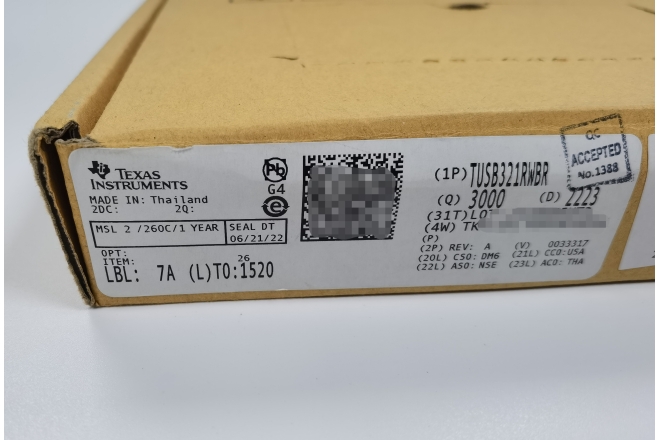 TEXAS
INSTRUMENTS
MADE IN: Thailand
2DC: 2Q:
MSL 2 /260C/1 YEAR
SEAL DT
06/21/22
OPT:
ITEM:
26
LBL: 7A (L)TO:1520
Pb
G4
e
(1P) TUSB321RWBR
(Q) 3000 (D) 2223
(31T)LO
(4W) TK
(P)
(2P) REV: A (V) 0033317
(20L) CSO: DM6 (21L) CCO:USA
(22L) ASO: NSE (23L) ACO: THA
QC
ACCEPTED
No.1388